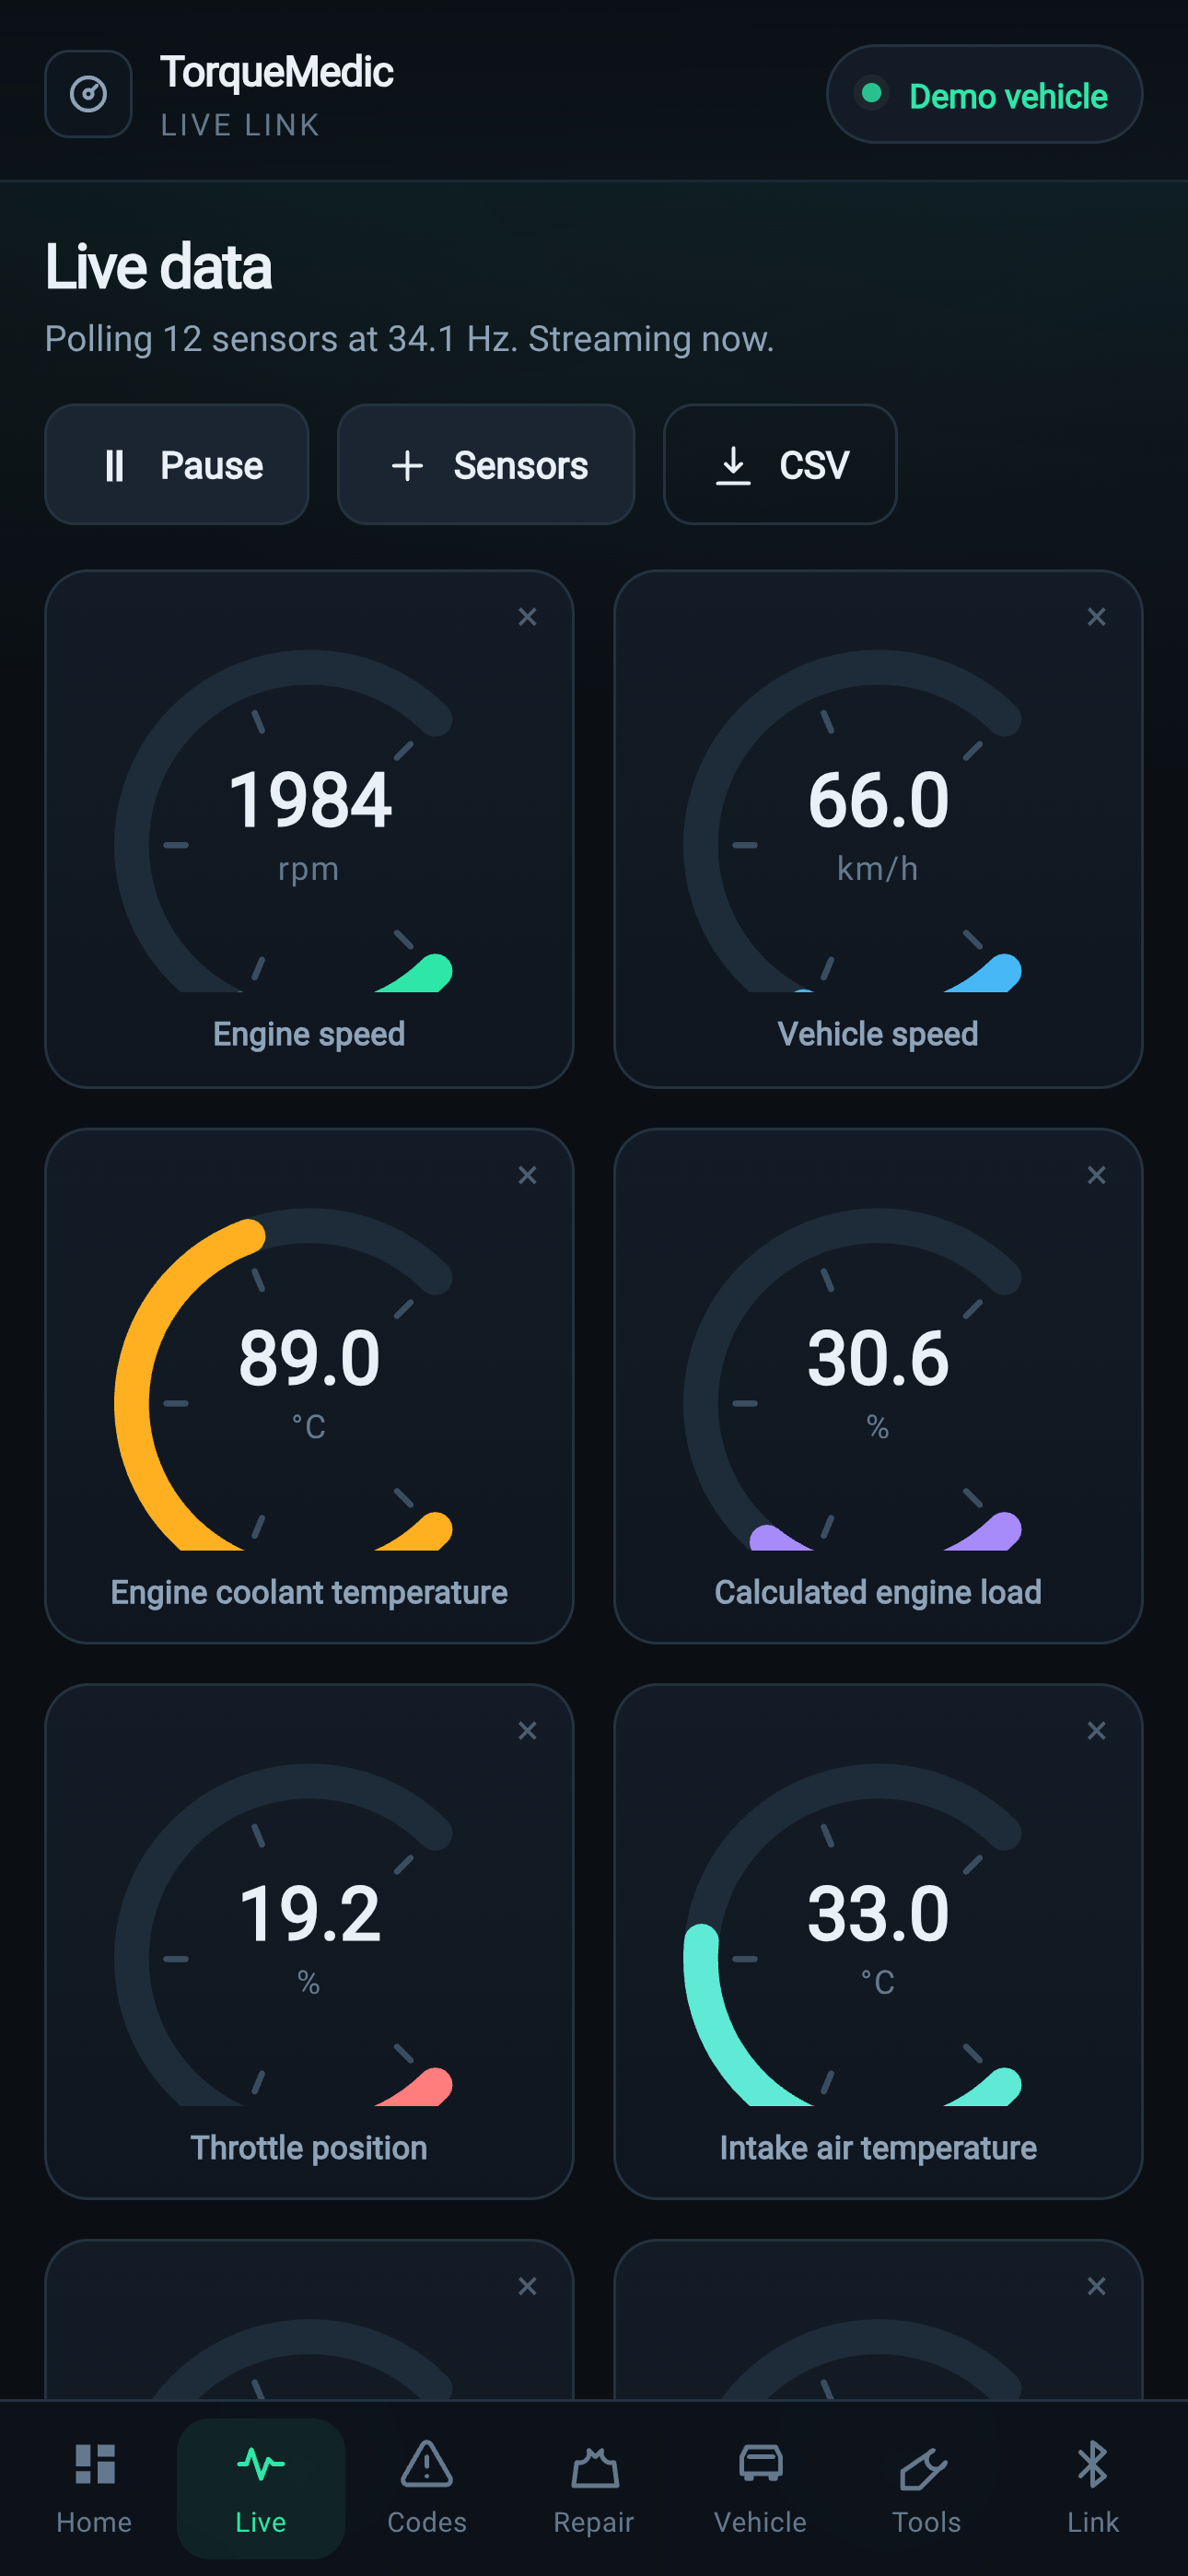 TorqueMedic
LIVE LINK
Demo vehicle
Live data
Polling 12 sensors at 34.1 Hz. Streaming now.
Pause
Sensors
CSV
1984
rpm
Engine speed
66.0
km/h
Vehicle speed
89.0
°C
Engine coolant temperature
30.6
%
Calculated engine load
19.2
%
Throttle position
33.0
°C
Intake air temperature
Home
Live
Codes
Repair
Vehicle
Tools
Link